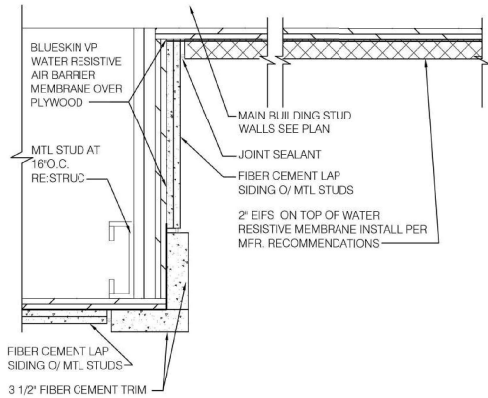 BLUESKIN VP
WATER RESISTIVE
AIR BARRIER
MEMBRANE OVER
PLYWOOD
MTL STUD AT
16"O.C.
RE:STRUC
MAIN BUILDING STUD
WALLS SEE PLAN
JOINT SEALANT
FIBER CEMENT LAP
SIDING O/ MTL STUDS
2" EIFS ON TOP OF WATER
RESISTIVE MEMBRANE INSTALL PER
MFR. RECOMMENDATIONS
FIBER CEMENT LAP
SIDING O/ MTL STUDS
3 1/2" FIBER CEMENT TRIM